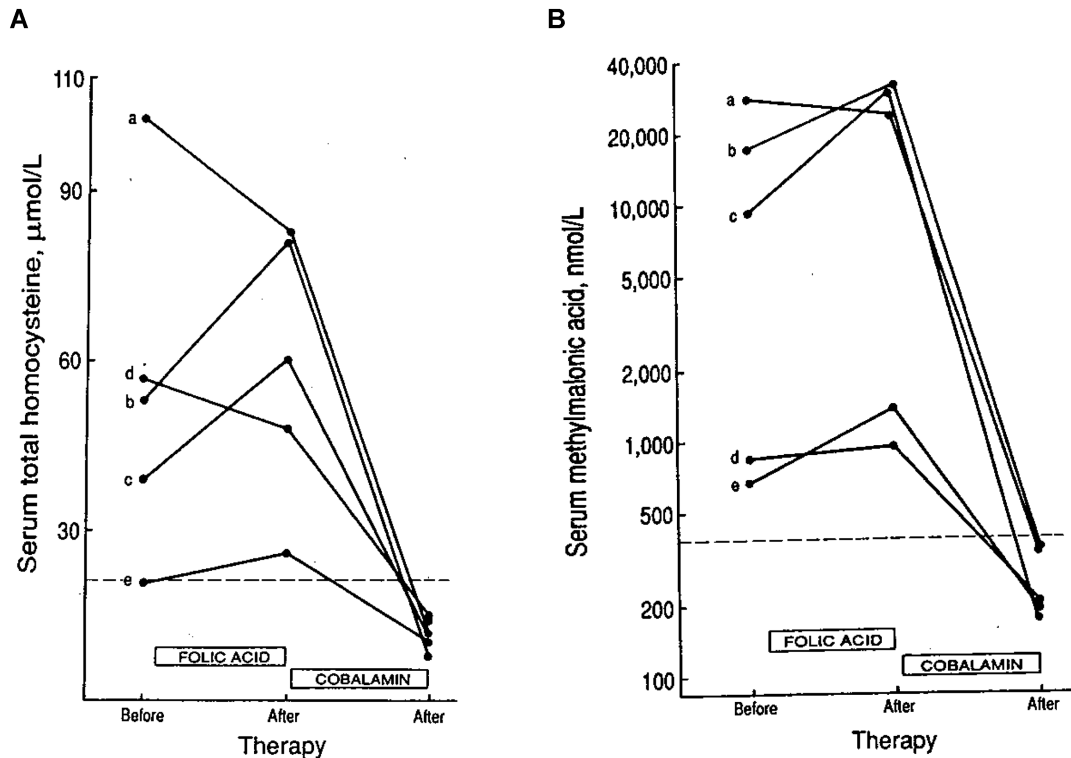 A
Serum total homocysteine, μmol/L
110
90
60
30
a
d
b
c
e
FOLIC ACID
COBALAMIN
Before
After
After
Therapy
B
Serum methylmalonic acid, nmol/L
40,000
20,000
10,000
5,000
2,000
1,000
500
200
100
a
b
c
d
e
FOLIC ACID
COBALAMIN
Before
After
After
Therapy